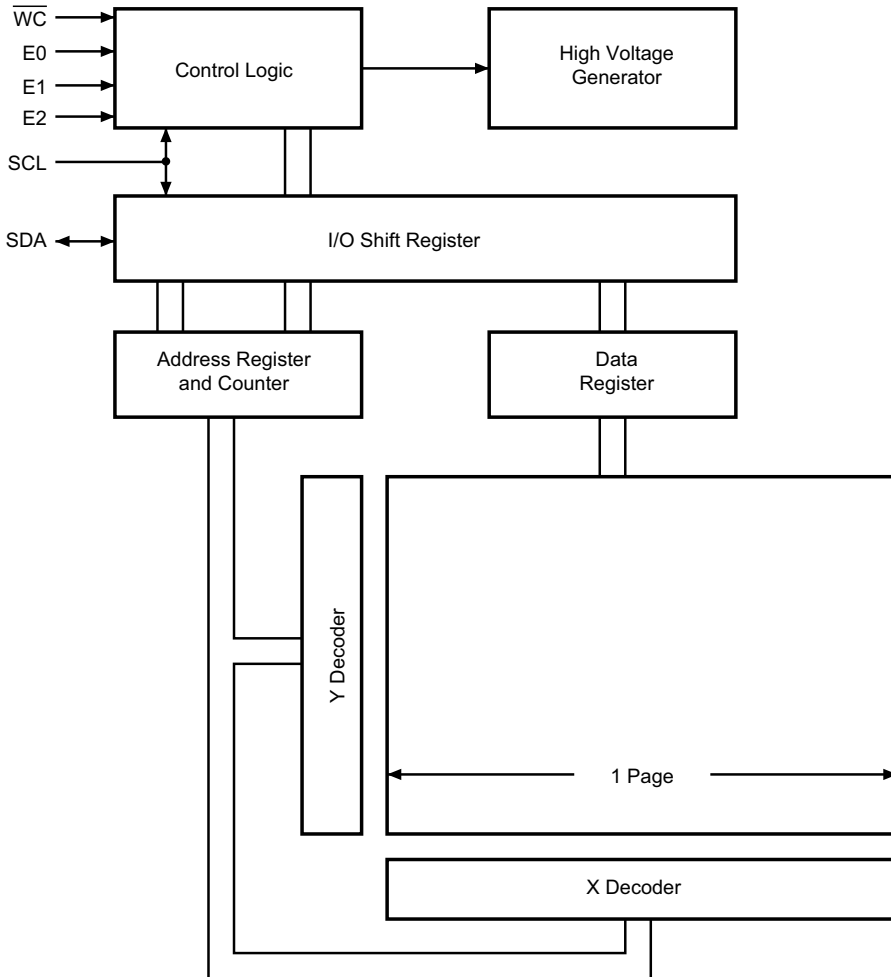 W̅C̅
E0
E1
E2
SCL
SDA
Control Logic
High Voltage
Generator
I/O Shift Register
Address Register
and Counter
Data
Register
Y Decoder
1 Page
X Decoder